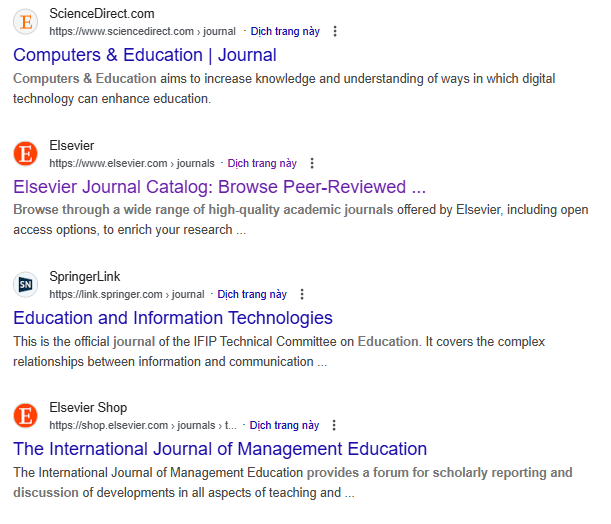 ScienceDirect.com
https://www.sciencedirect.com › journal · Dịch trang này
Computers & Education | Journal
Computers & Education aims to increase knowledge and understanding of ways in which digital
technology can enhance education.
Elsevier
https://www.elsevier.com › journals · Dịch trang này
Elsevier Journal Catalog: Browse Peer-Reviewed ...
Browse through a wide range of high-quality academic journals offered by Elsevier, including open
access options, to enrich your research ...
SN
SpringerLink
https://link.springer.com › journal · Dịch trang này
Education and Information Technologies
This is the official journal of the IFIP Technical Committee on Education. It covers the complex
relationships between information and communication ...
Elsevier Shop
https://shop.elsevier.com › journals › t... · Dịch trang này
The International Journal of Management Education
The International Journal of Management Education provides a forum for scholarly reporting and
discussion of developments in all aspects of teaching and ...